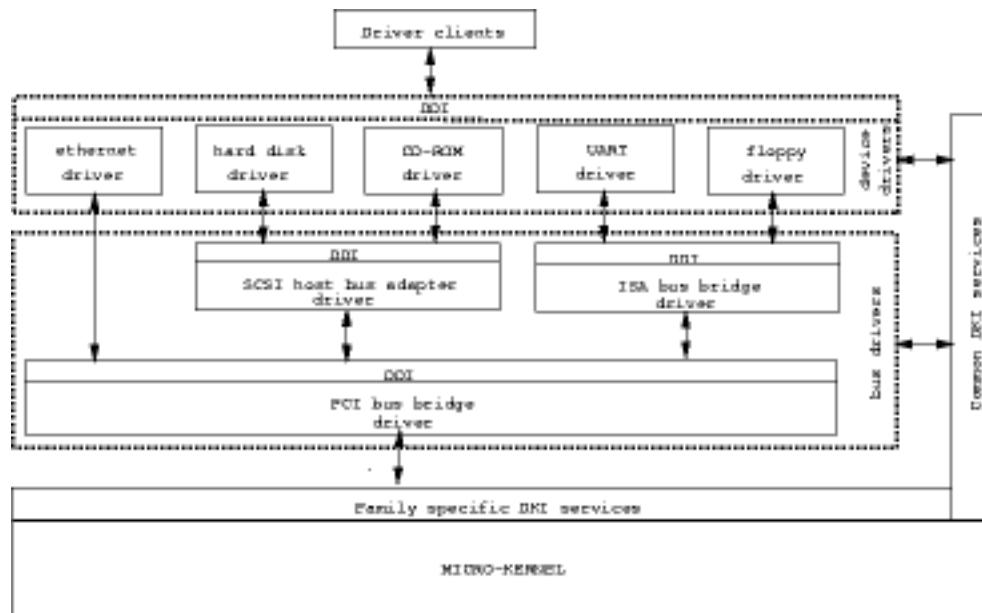 Driver clients
DDI
ethernet
driver
hard disk
driver
CD-ROM
driver
UART
driver
floppy
driver
device
drivers
DDI
SCSI host bus adapter
driver
DDI
ISA bus bridge
driver
bus drivers
DDI
PCI bus bridge
driver
Common DKI services
Family specific DKI services
MICRO-KERNEL